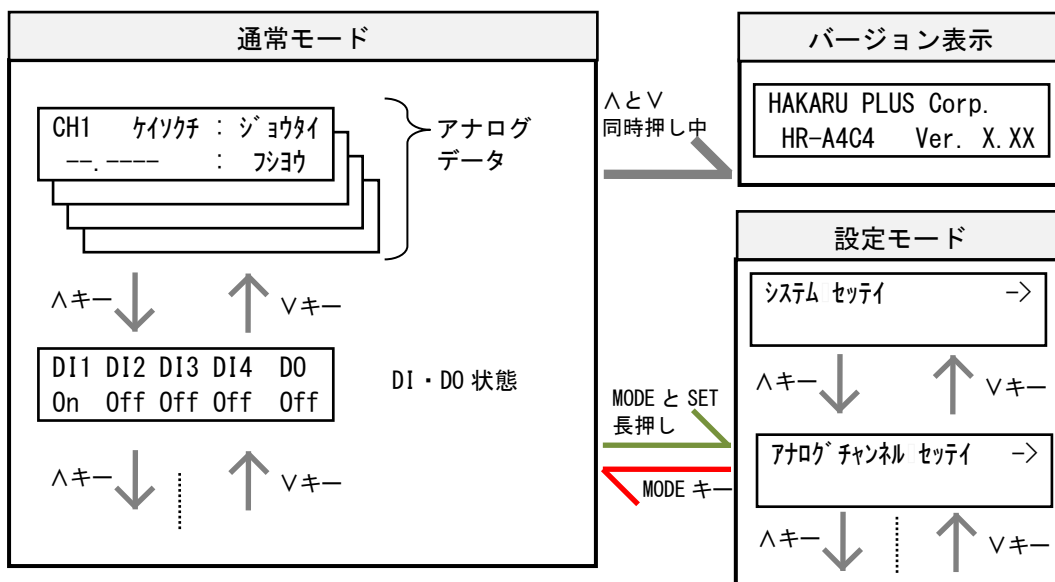 通常モード
CH1 ｹｲｿｸﾁ : ｼﾞｮｳﾀｲ
--.---- : ﾌｼﾖｳ
アナログ
データ
∧キー
∨キー
DI1 DI2 DI3 DI4 DO
On Off Off Off Off
DI・DO 状態
∧キー
∨キー
∧と∨
同時押し中
バージョン表示
HAKARU PLUS Corp.
HR-A4C4 Ver. X.XX
MODE と SET
長押し
MODE キー
設定モード
ｼｽﾃﾑ ｾｯﾃｲ ->
∧キー
∨キー
ｱﾅﾛｸﾞﾁｬﾝﾈﾙ ｾｯﾃｲ ->
∧キー
∨キー